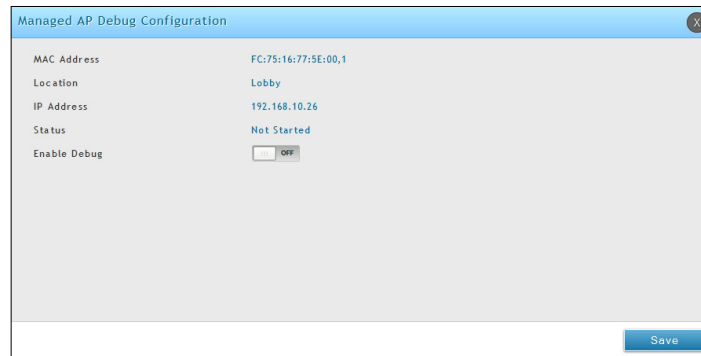 Managed AP Debug Configuration
X
MAC Address FC:75:16:77:5E:00,1
Location Lobby
IP Address 192.168.10.26
Status Not Started
Enable Debug OFF
Save